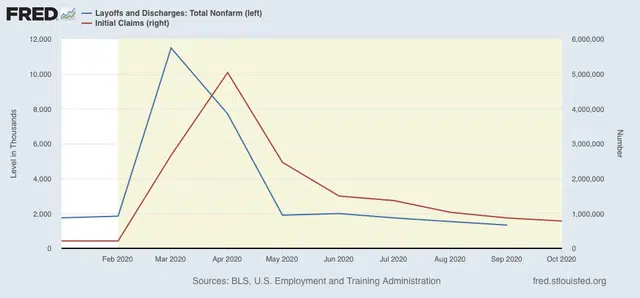 FRED
Layoffs and Discharges: Total Nonfarm (left)
Initial Claims (right)
12,000
10,000
8,000
6,000
4,000
2,000
0
Level in Thousands
6,000,000
5,000,000
4,000,000
3,000,000
2,000,000
1,000,000
0
Number
Feb 2020 Mar 2020 Apr 2020 May 2020 Jun 2020 Jul 2020 Aug 2020 Sep 2020 Oct 2020
Sources: BLS, U.S. Employment and Training Administration
fred.stlouisfed.org